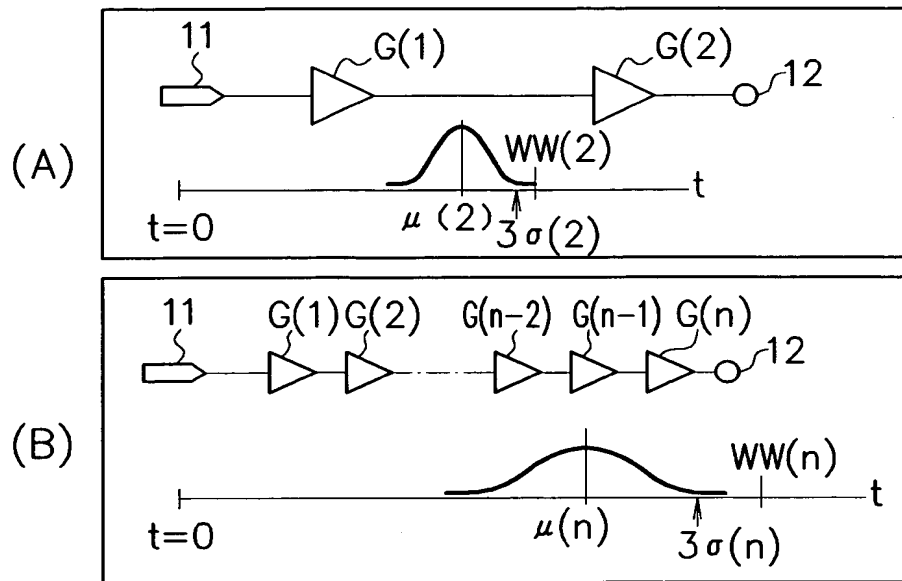 (A)
11
G(1)
G(2)
12
WW(2)
t
t=0
μ(2)
3σ(2)
(B)
11
G(1)
G(2)
G(n-2)
G(n-1)
G(n)
12
WW(n)
t
t=0
μ(n)
3σ(n)